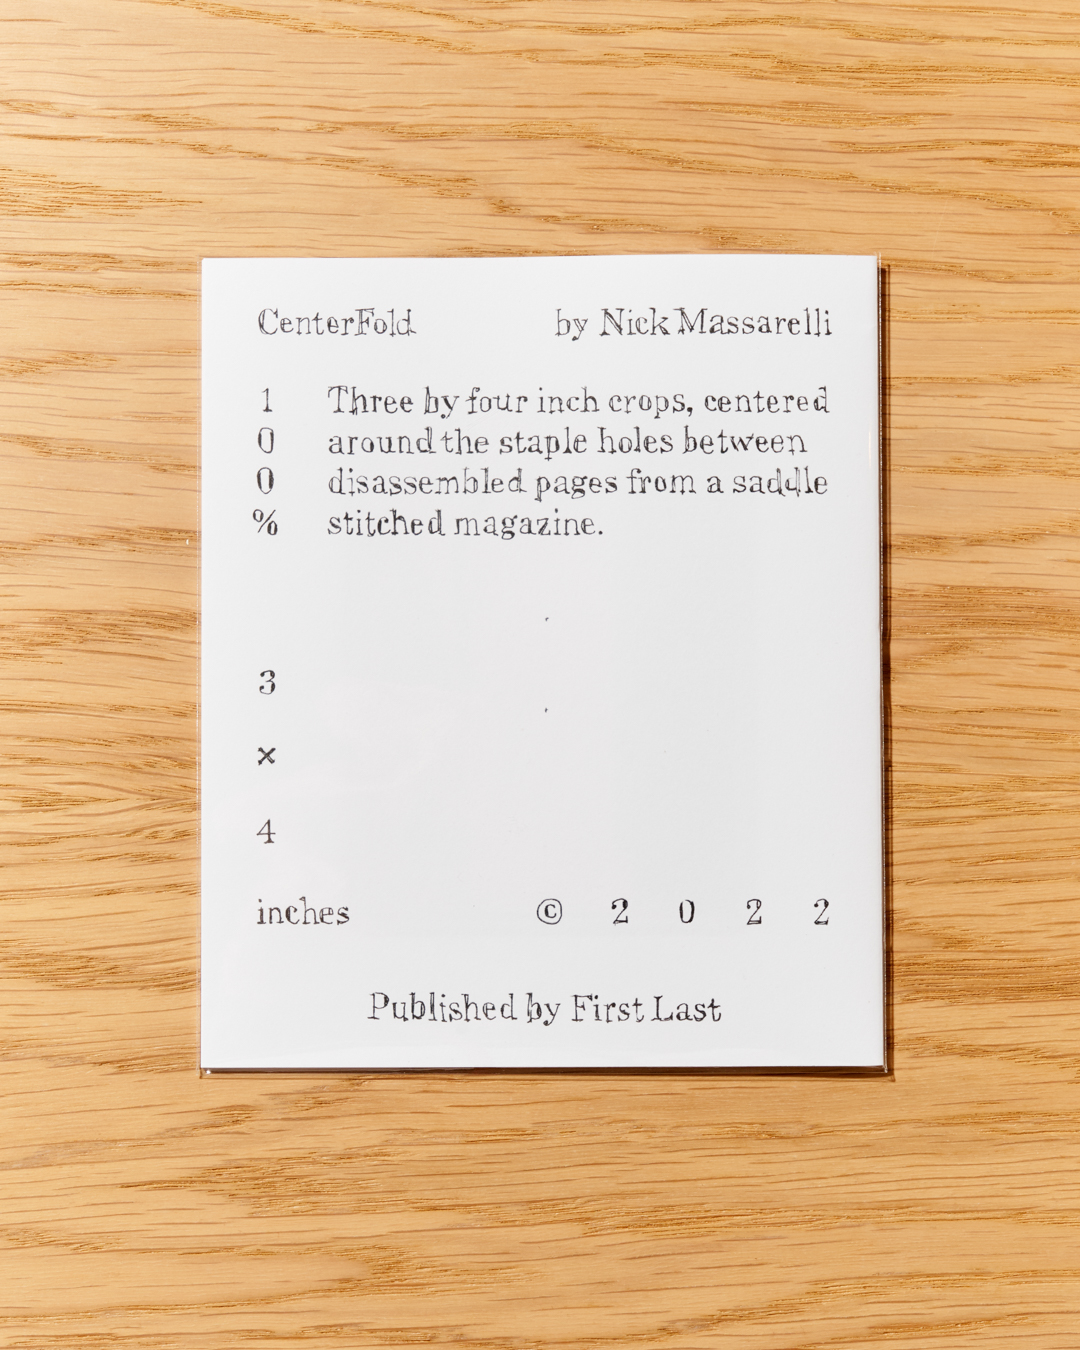 CenterFold by Nick Massarelli
1 Three by four inch crops, centered
0 around the staple holes between
0 disassembled pages from a saddle
% stitched magazine.
3
×
4
inches © 2 0 2 2
Published by First Last